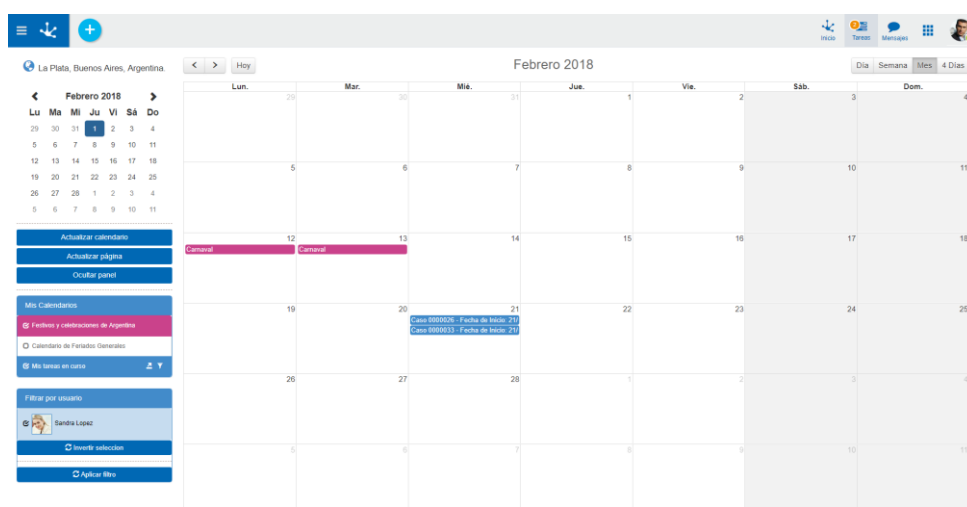 Inicio
2
Tareas
Mensajes
La Plata, Buenos Aires, Argentina.
Febrero 2018
Lu Ma Mi Ju Vi Sá Do
29 30 31 1 2 3 4
5 6 7 8 9 10 11
12 13 14 15 16 17 18
19 20 21 22 23 24 25
26 27 28 1 2 3 4
5 6 7 8 9 10 11
Actualizar calendario
Actualizar página
Ocultar panel
Mis Calendarios
Festivos y celebraciones de Argentina
Calendario de Feriados Generales
Mis tareas en curso
Filtrar por usuario
Sandra Lopez
Invertir seleccion
Aplicar filtro
Hoy
Febrero 2018
Día Semana Mes 4 Días
Lun. Mar. Mié. Jue. Vie. Sáb. Dom.
29 30 31 1 2 3 4
5 6 7 8 9 10 11
12 13 14 15 16 17 18
Carnaval Carnaval
19 20 21 22 23 24 25
Caso 0000026 - Fecha de Inicio: 21/
Caso 0000033 - Fecha de Inicio: 21/
26 27 28 1 2 3 4
5 6 7 8 9 10 11